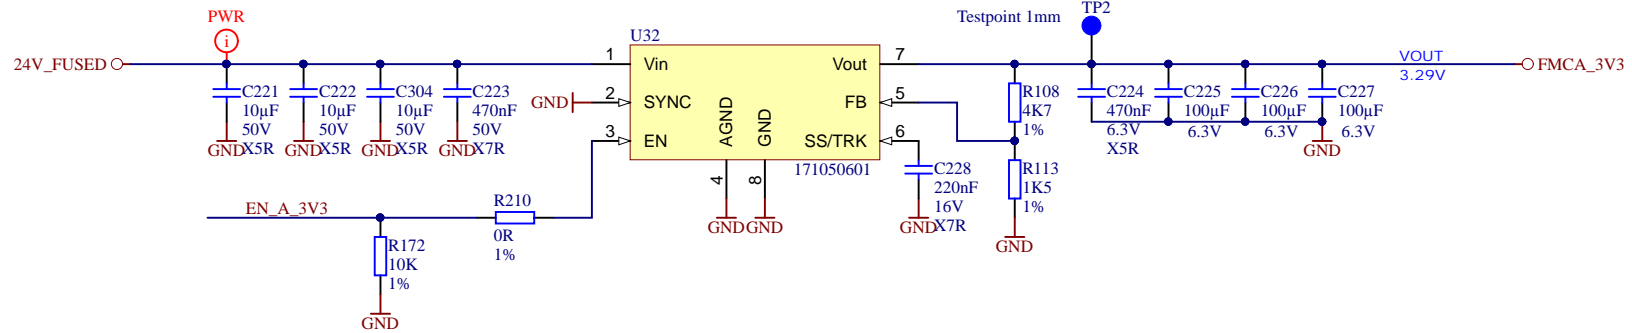 PWR
i
24V_FUSED
C221
10µF
50V
X5R
GND
C222
10µF
50V
X5R
GND
C304
10µF
50V
X5R
GND
C223
470nF
50V
X7R
GND
U32
1
Vin
GND
2
SYNC
3
EN
AGND
GND
Vout
7
FB
5
SS/TRK
6
171050601
4
8
GND
GND
EN_A_3V3
R210
0R
1%
R172
10K
1%
GND
C228
220nF
16V
X7R
GND
R108
4K7
1%
R113
1K5
1%
GND
Testpoint 1mm
TP2
C224
470nF
6.3V
X5R
C225
100µF
6.3V
C226
100µF
6.3V
C227
100µF
6.3V
GND
VOUT
3.29V
FMCA_3V3